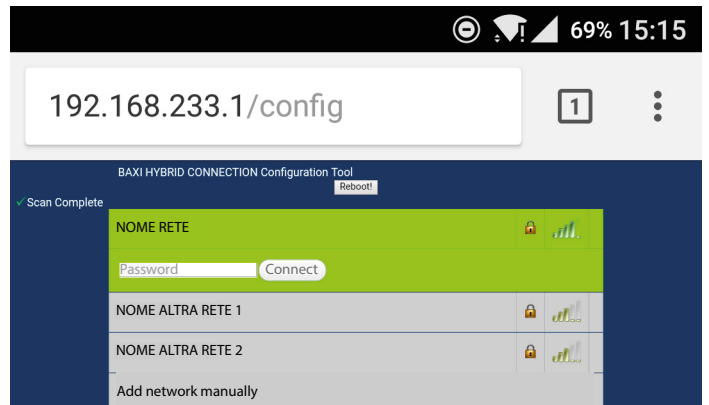 69% 15:15
192.168.233.1/config
1
BAXI HYBRID CONNECTION Configuration Tool
Reboot!
✓Scan Complete
NOME RETE
Password Connect
NOME ALTRA RETE 1
NOME ALTRA RETE 2
Add network manually